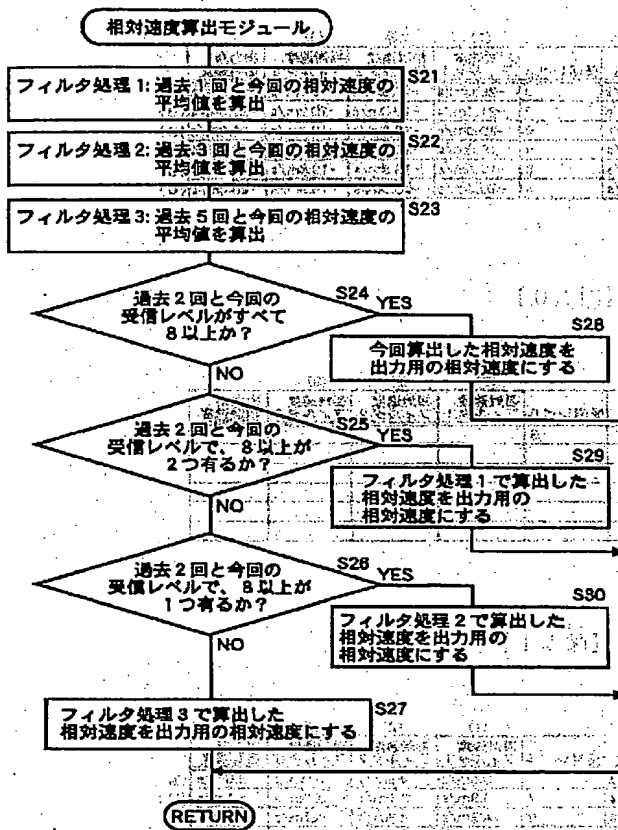 相対速度算出モジュール
フィルタ処理1:過去1回と今回の相対速度の
平均値を算出
S21
フィルタ処理2:過去3回と今回の相対速度の
平均値を算出
S22
フィルタ処理3:過去5回と今回の相対速度の
平均値を算出
S23
過去2回と今回の
受信レベルがすべて
8以上か?
S24
YES
NO
今回算出した相対速度を
出力用の相対速度にする
S28
過去2回と今回の
受信レベルで、8以上が
2つ有るか?
S25
YES
NO
フィルタ処理1で算出した
相対速度を出力用の
相対速度にする
S29
過去2回と今回の
受信レベルで、8以上が
1つ有るか?
S26
YES
NO
フィルタ処理2で算出した
相対速度を出力用の
相対速度にする
S30
フィルタ処理3で算出した
相対速度を出力用の相対速度にする
S27
RETURN